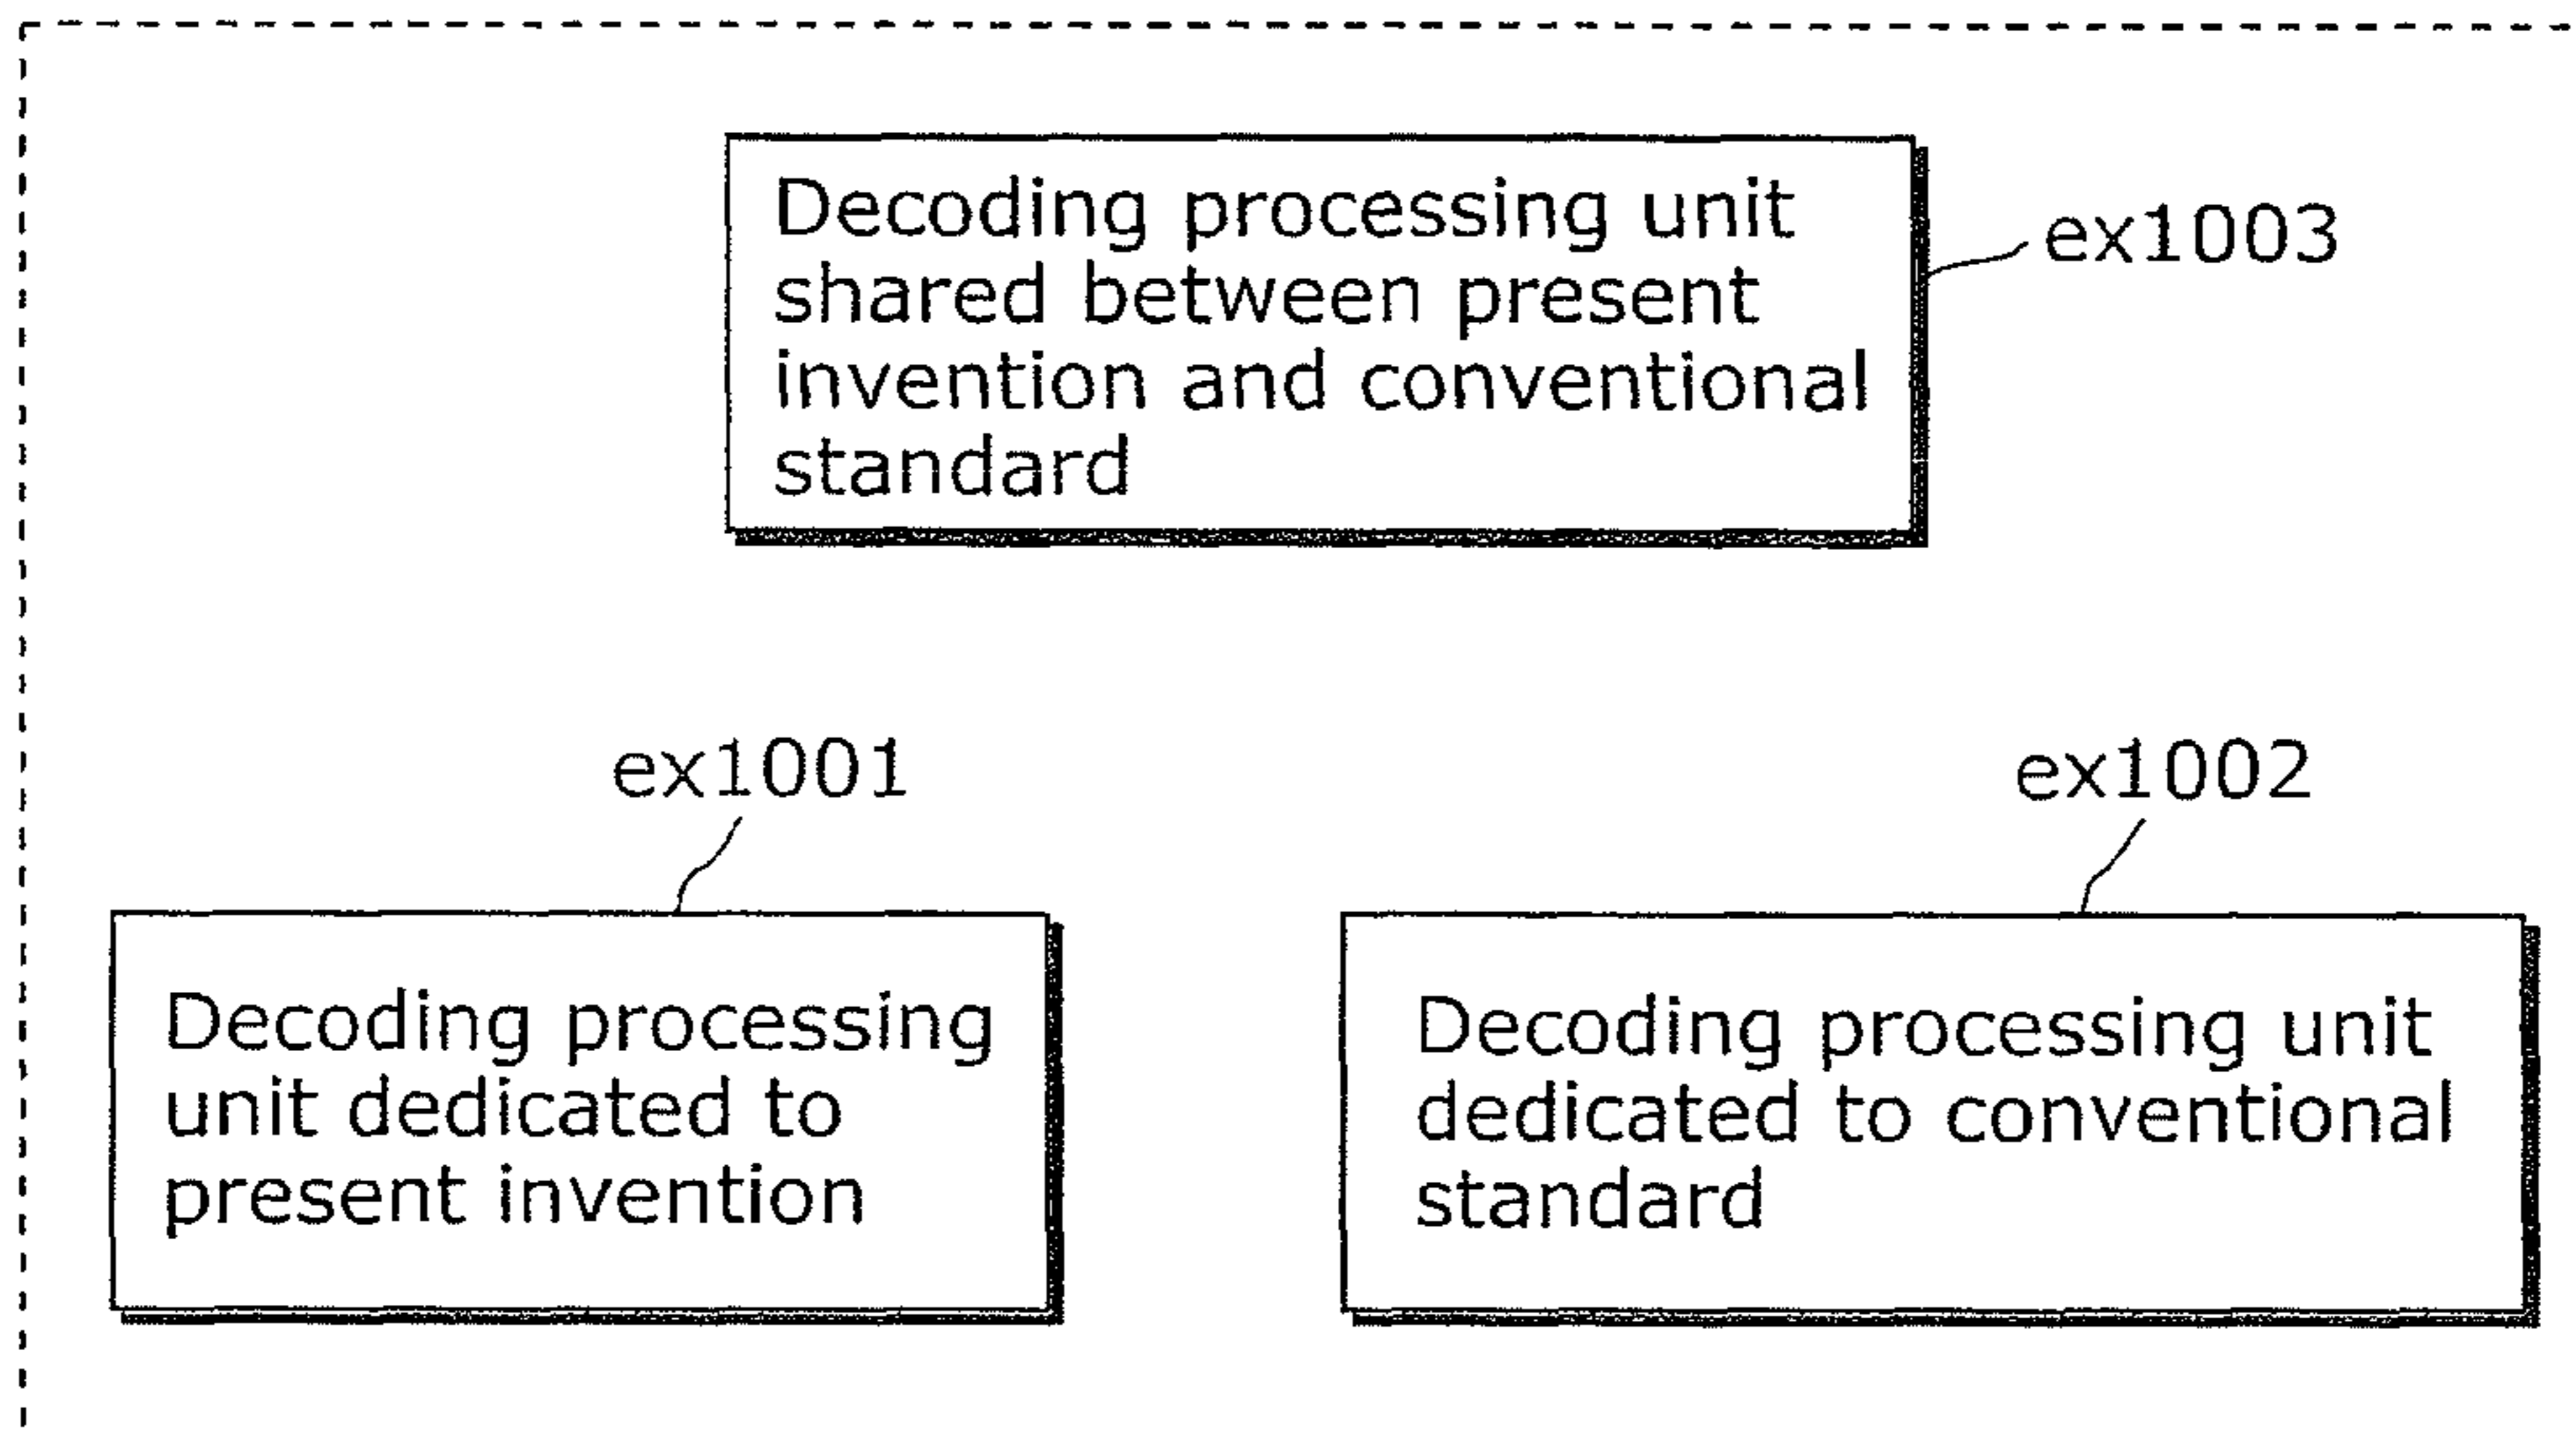 Decoding processing unit
shared between present
invention and conventional
standard
ex1003
ex1001
ex1002
Decoding processing
unit dedicated to
present invention
Decoding processing unit
dedicated to conventional
standard